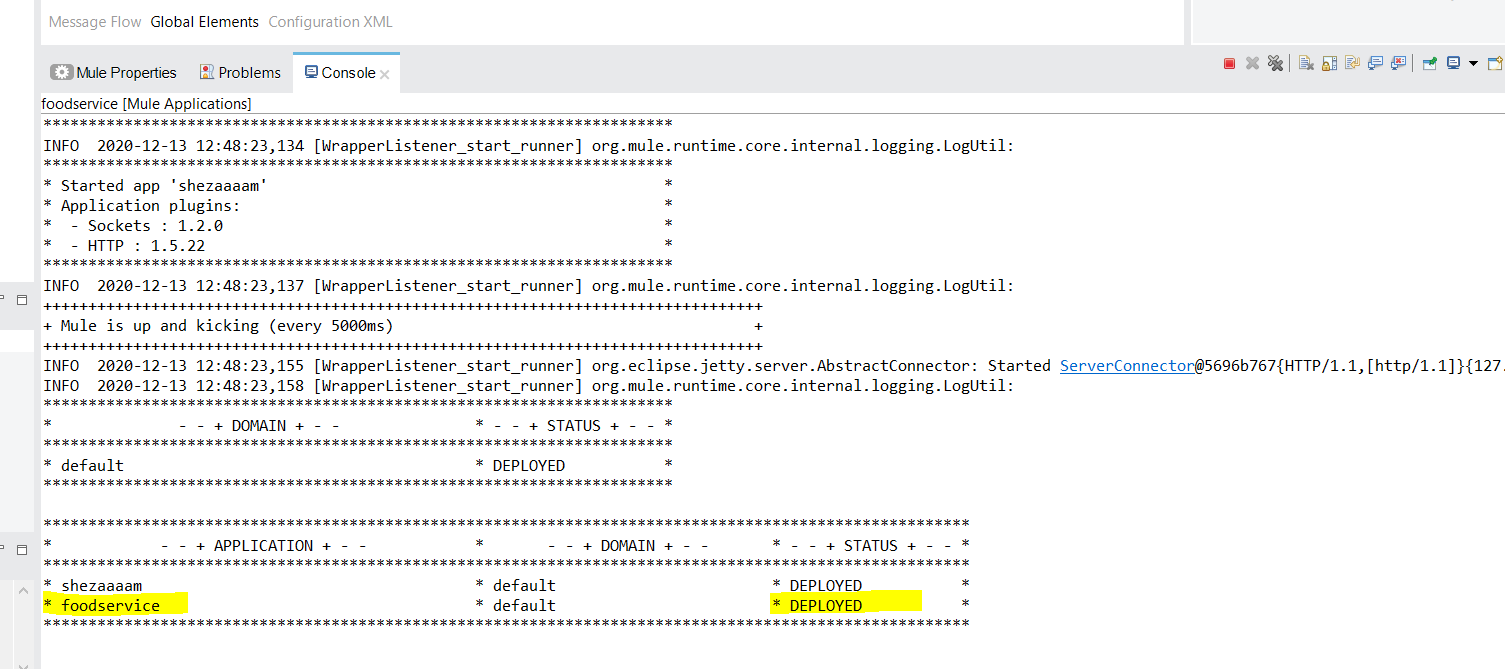 Message Flow Global Elements Configuration XML
Mule Properties Problems Console
foodservice [Mule Applications]
**********************************************************************
INFO  2020-12-13 12:48:23,134 [WrapperListener_start_runner] org.mule.runtime.core.internal.logging.LogUtil:
**********************************************************************
* Started app 'shezaaaam'                                            *
* Application plugins:                                               *
*  - Sockets : 1.2.0                                                 *
*  - HTTP : 1.5.22                                                   *
**********************************************************************
INFO  2020-12-13 12:48:23,137 [WrapperListener_start_runner] org.mule.runtime.core.internal.logging.LogUtil:
++++++++++++++++++++++++++++++++++++++++++++++++++++++++++++++++++++++++++++++++
+ Mule is up and kicking (every 5000ms)                                        +
++++++++++++++++++++++++++++++++++++++++++++++++++++++++++++++++++++++++++++++++
INFO  2020-12-13 12:48:23,155 [WrapperListener_start_runner] org.eclipse.jetty.server.AbstractConnector: Started ServerConnector@5696b767{HTTP/1.1,[http/1.1]}{127.
INFO  2020-12-13 12:48:23,158 [WrapperListener_start_runner] org.mule.runtime.core.internal.logging.LogUtil:
**********************************************************************
*              - - + DOMAIN + - -               * - - + STATUS + - - *
**********************************************************************
* default                                       * DEPLOYED           *
**********************************************************************
*******************************************************************************************************
*            - - + APPLICATION + - -            *       - - + DOMAIN + - -       * - - + STATUS + - - *
*******************************************************************************************************
* shezaaaam                                     * default                        * DEPLOYED           *
* foodservice                                   * default                        * DEPLOYED           *
*******************************************************************************************************